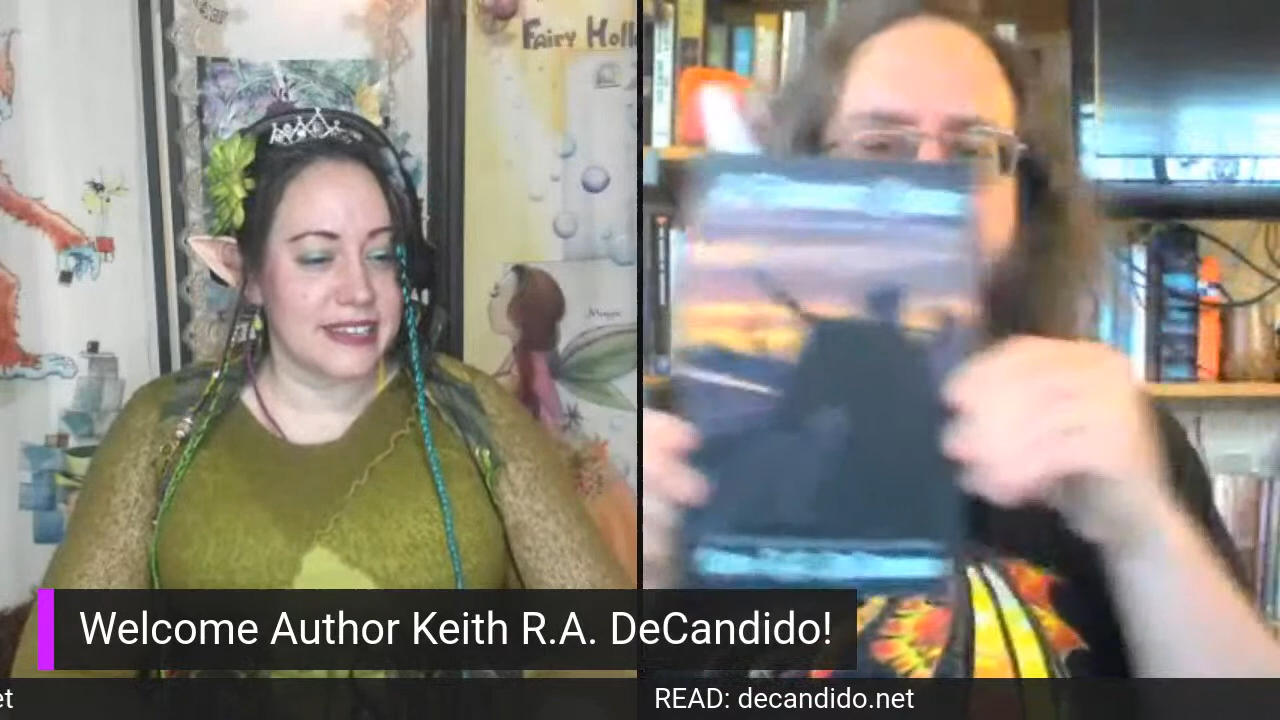 Fairy Holl
Welcome Author Keith R.A. DeCandido!
et
READ: decandido.net